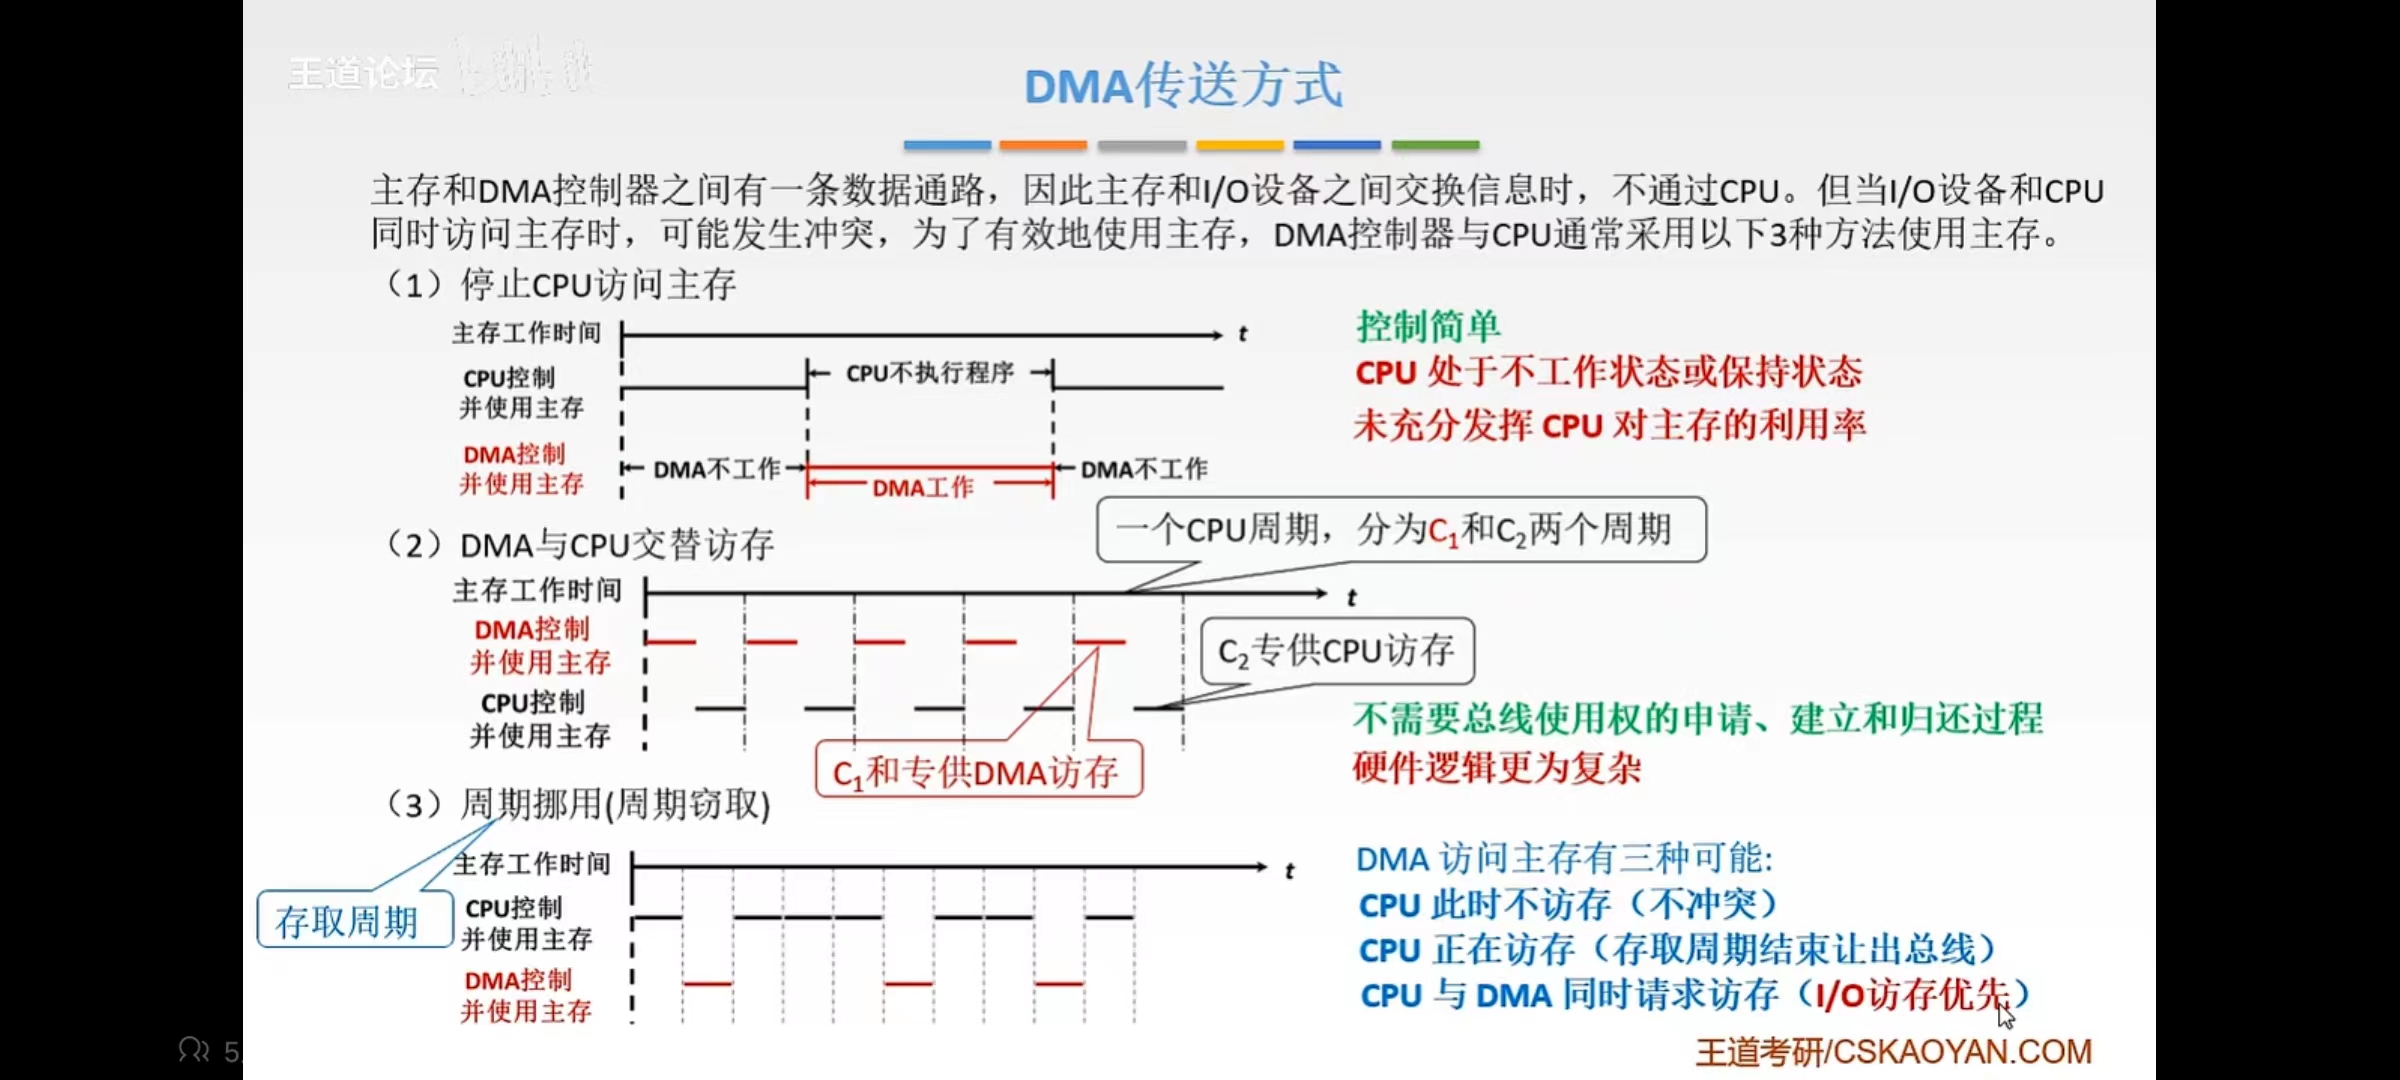 王道论坛
DMA传送方式
主存和DMA控制器之间有一条数据通路，因此主存和I/O设备之间交换信息时，不通过CPU。但当I/O设备和CPU
同时访问主存时，可能发生冲突，为了有效地使用主存，DMA控制器与CPU通常采用以下3种方法使用主存。
（1）停止CPU访问主存
主存工作时间
t
CPU控制
并使用主存
CPU不执行程序
DMA控制
并使用主存
DMA不工作
DMA工作
DMA不工作
控制简单
CPU 处于不工作状态或保持状态
未充分发挥 CPU 对主存的利用率
（2）DMA与CPU交替访存
一个CPU周期，分为C1和C2两个周期
主存工作时间
t
DMA控制
并使用主存
C2专供CPU访存
CPU控制
并使用主存
C1和专供DMA访存
不需要总线使用权的申请、建立和归还过程
硬件逻辑更为复杂
（3）周期挪用(周期窃取)
存取周期
主存工作时间
t
CPU控制
并使用主存
DMA控制
并使用主存
DMA 访问主存有三种可能:
CPU 此时不访存（不冲突）
CPU 正在访存（存取周期结束让出总线）
CPU 与 DMA 同时请求访存（I/O访存优先）
王道考研/CSKAOYAN.COM